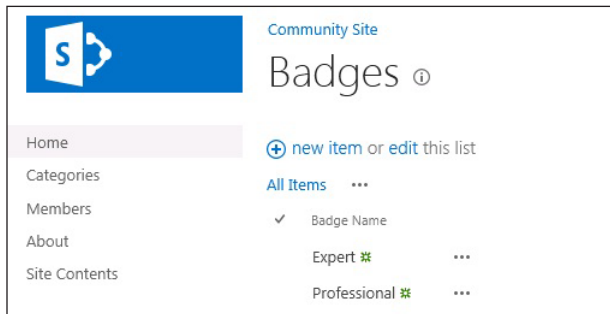 S
Community Site
Badges
Home
Categories
Members
About
Site Contents
new item or edit this list
All Items ...
Badge Name
Expert ...
Professional ...